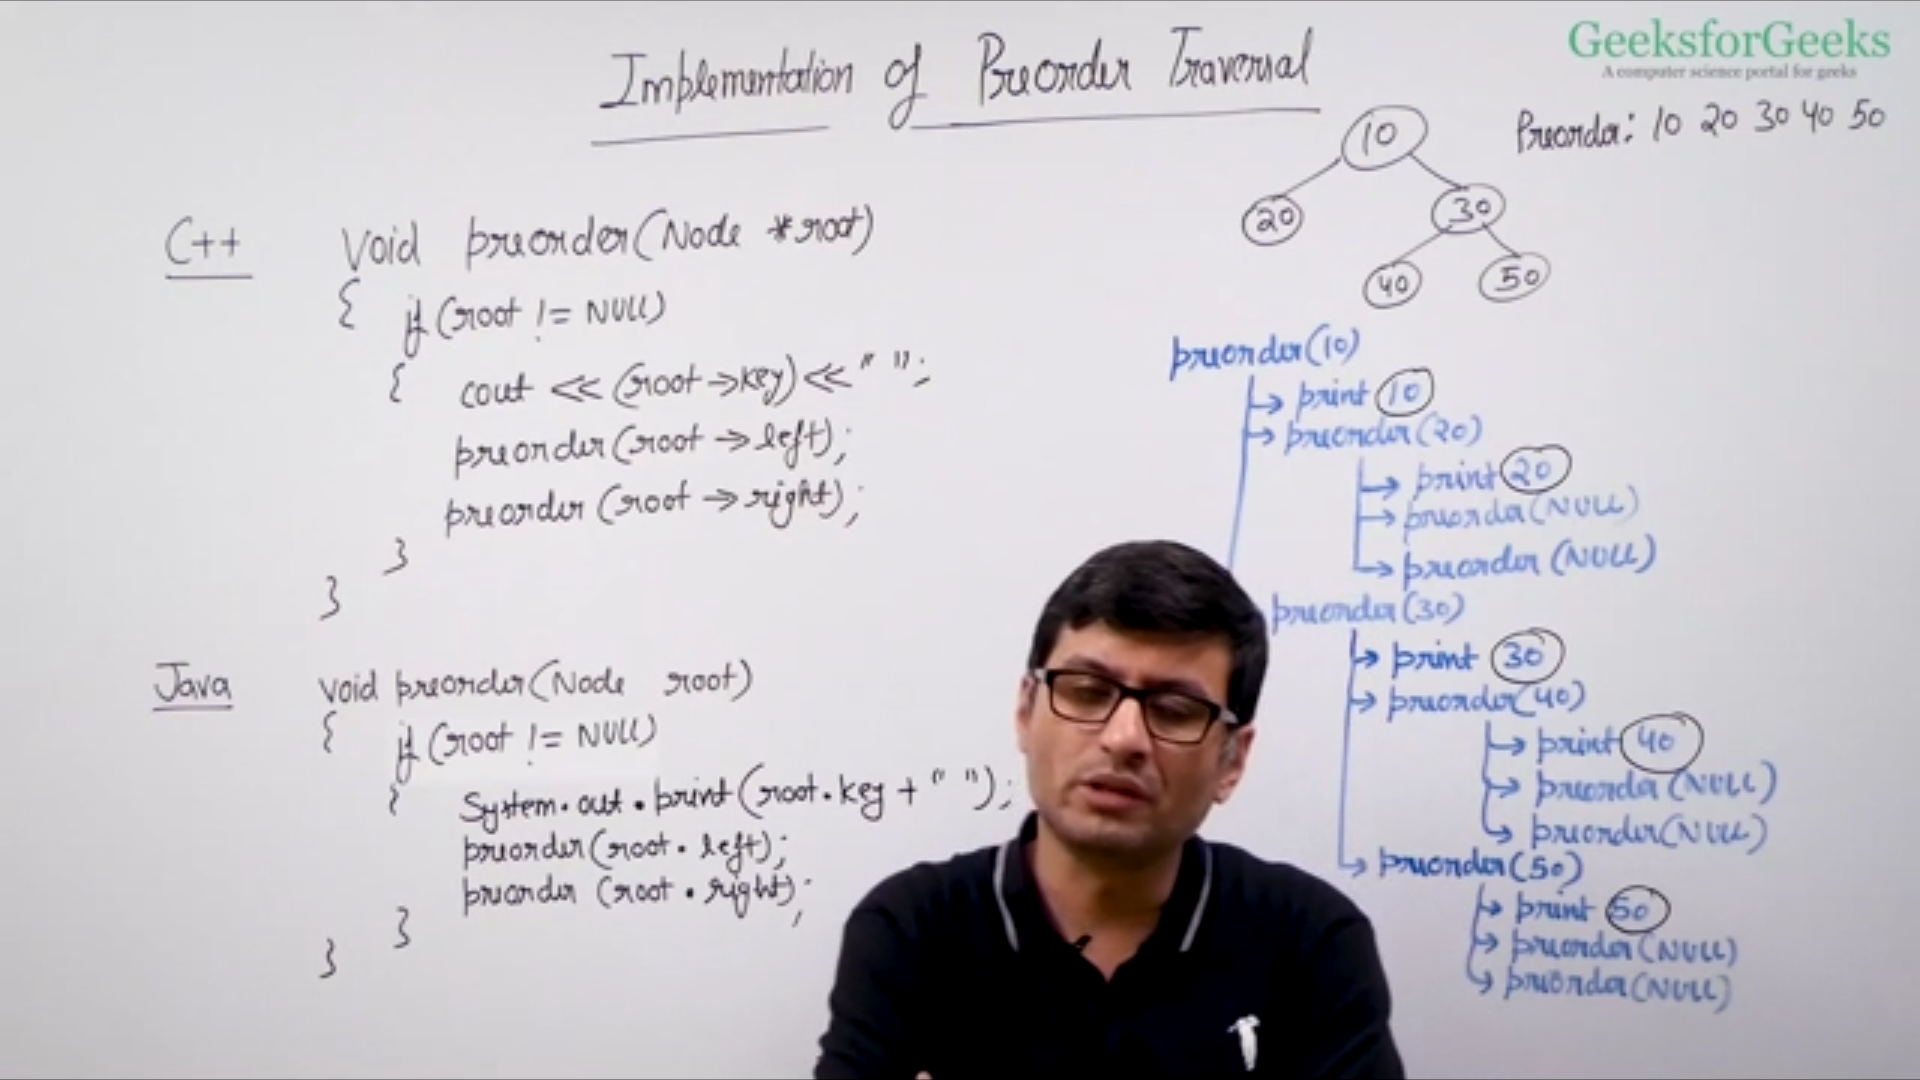 Implementation of Preorder Traversal
GeeksforGeeks
A computer science portal for geeks
Preorder: 10 20 30 40 50
10
20
30
40
50
C++
void preorder(Node *root)
{ if (root != NULL)
{ cout << (root->key) << " ";
preorder(root->left);
preorder(root->right);
}
}
Java
void preorder(Node root)
{ if (root != NULL)
{ System.out.print(root.key + " ");
preorder(root.left);
preorder(root.right);
}
}
preorder(10)
→ print 10
→ preorder(20)
→ print 20
→ preorder(NULL)
→ preorder(NULL)
preorder(30)
→ print 30
→ preorder(40)
→ print 40
→ preorder(NULL)
→ preorder(NULL)
→ preorder(50)
→ print 50
→ preorder(NULL)
→ preorder(NULL)